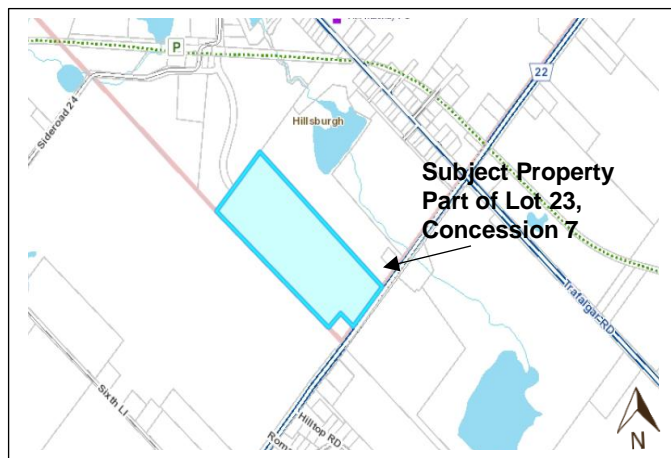 P
22
Sideroad 24
Hillsburgh
Subject Property
Part of Lot 23,
Concession 7
Trafalgar RD
Sixth LI
Hilltop RD
N